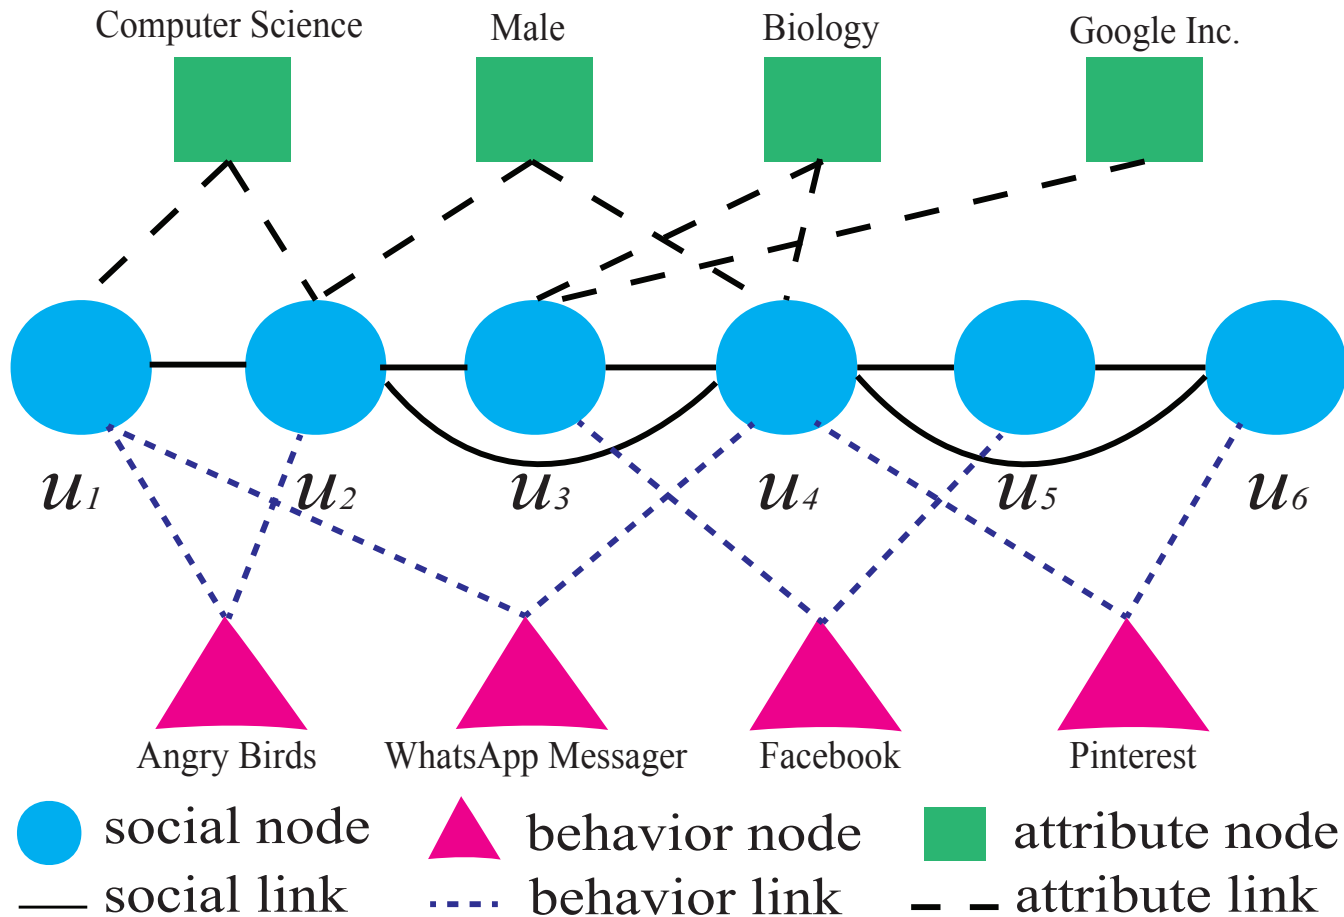 Computer Science Male Biology Google Inc.
u1 u2 u3 u4 u5 u6
Angry Birds WhatsApp Messager Facebook Pinterest
social node behavior node attribute node
social link behavior link attribute link